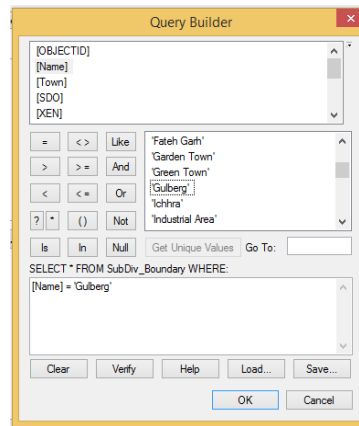 Query Builder
[OBJECTID]
[Name]
[Town]
[SDO]
[XEN]
= <> Like
> >= And
< <= Or
? * () Not
Is In Null
'Fateh Garh'
'Garden Town'
'Green Town'
'Gulberg'
'Ichhra'
'Industrial Area'
Get Unique Values Go To:
SELECT * FROM SubDiv_Boundary WHERE:
[Name] = 'Gulberg'
Clear Verify Help Load... Save...
OK Cancel